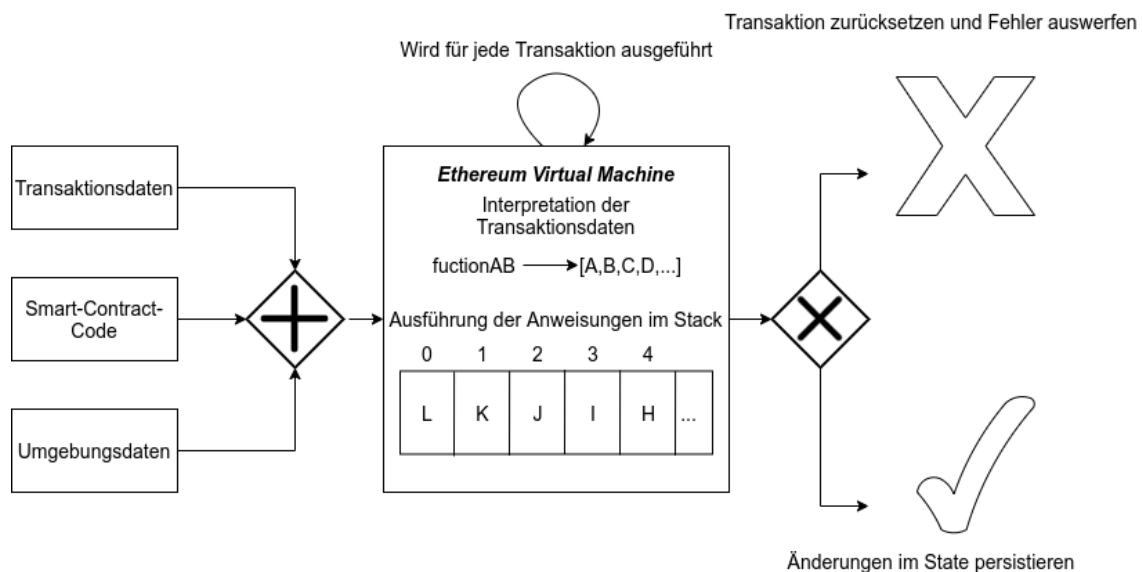 Transaktion zurücksetzen und Fehler auswerfen
Wird für jede Transaktion ausgeführt
Transaktionsdaten
Smart-Contract-
Code
Umgebungsdaten
Ethereum Virtual Machine
Interpretation der
Transaktionsdaten
fuctionAB [A,B,C,D,...]
Ausführung der Anweisungen im Stack
0 1 2 3 4
L K J I H ...
Änderungen im State persistieren